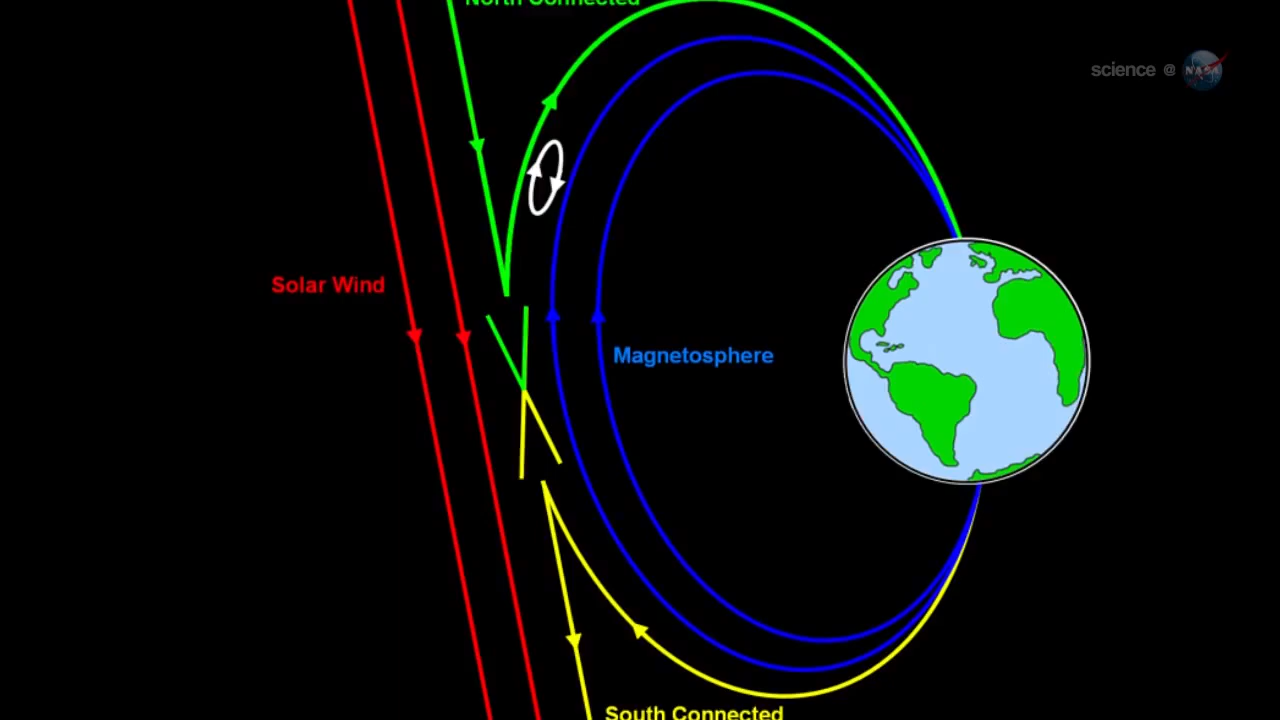 North Connected
science @ NASA
Solar Wind
Magnetosphere
South Connected